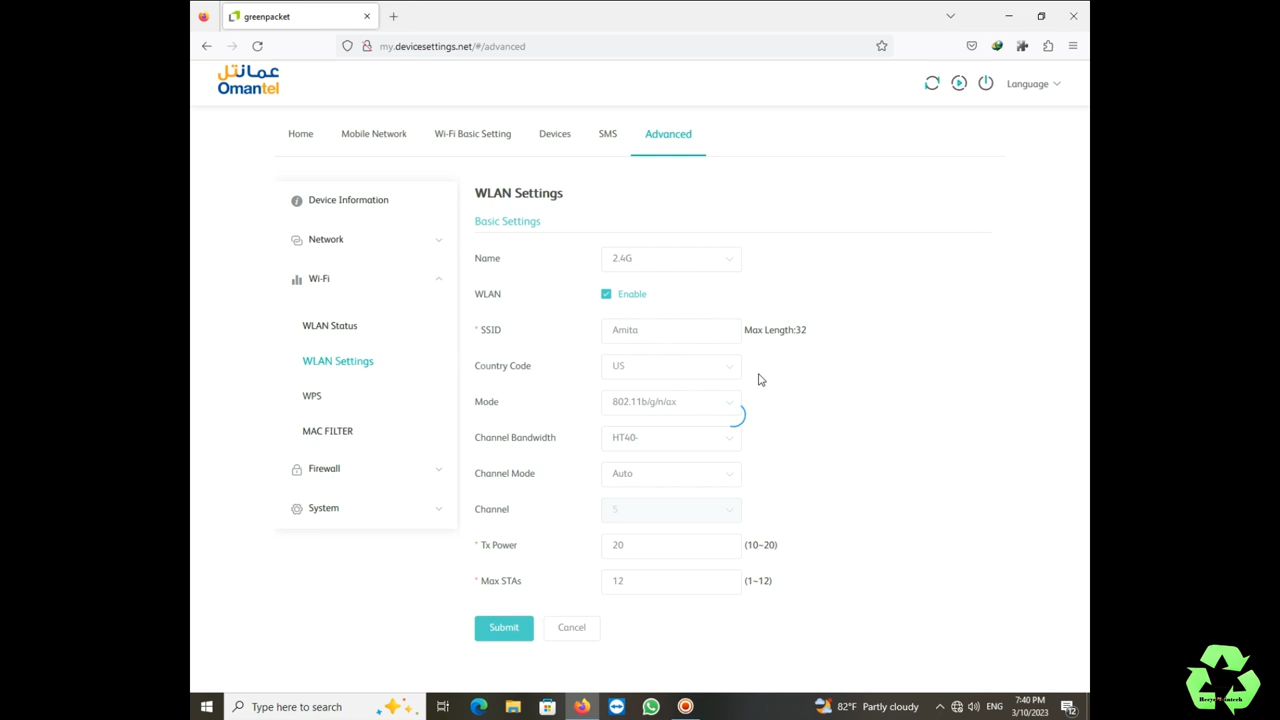 greenpacket
my.devicesettings.net/#/advanced
عمانتل
Omantel
Language
Home
Mobile Network
Wi-Fi Basic Setting
Devices
SMS
Advanced
Device Information
Network
Wi-Fi
WLAN Status
WLAN Settings
WPS
MAC FILTER
Firewall
System
WLAN Settings
Basic Settings
Name
2.4G
WLAN
Enable
* SSID
Amita
Max Length:32
Country Code
US
Mode
802.11b/g/n/ax
Channel Bandwidth
HT40-
Channel Mode
Auto
Channel
5
* Tx Power
20
(10~20)
* Max STAs
12
(1~12)
Submit
Cancel
Type here to search
82°F Partly cloudy
ENG
7:40 PM
3/10/2023
12